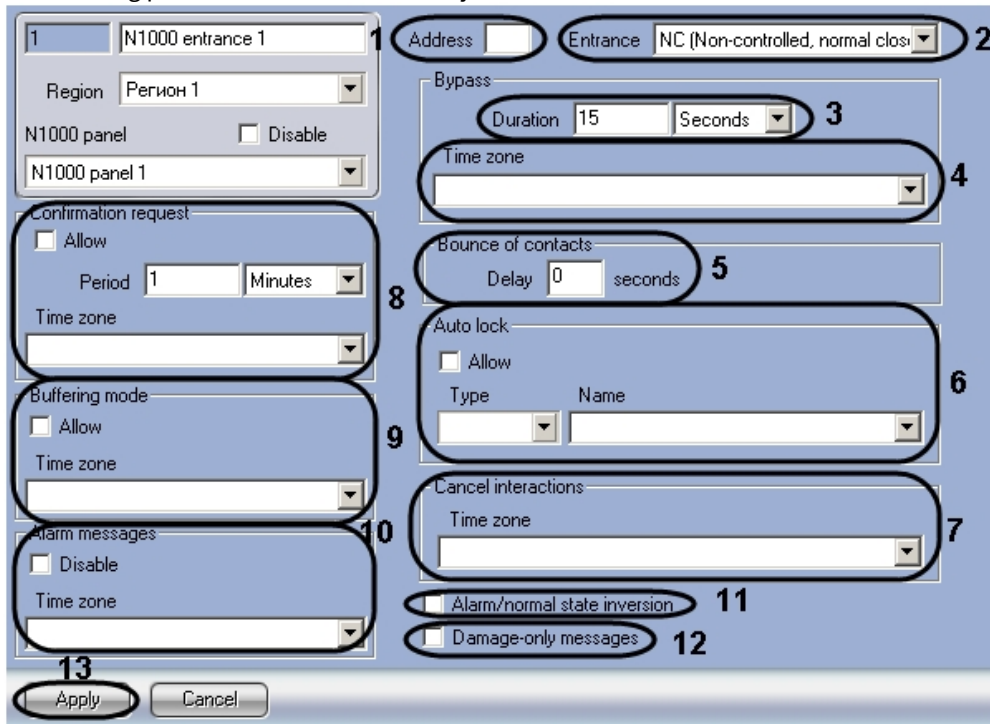 1 N1000 entrance 1
Region Регион 1
N1000 panel Disable
N1000 panel 1
Confirmation request
Allow
Period 1 Minutes
8
Time zone
Buffering mode
Allow
9
Time zone
10
Alarm messages
Disable
Time zone
1 Address Entrance NC (Non-controlled, normal 2
Bypass
Duration 15 Seconds 3
Time zone
4
Bounce of contacts
Delay 0 seconds 5
Auto lock
Allow
6
Type Name
Cancel interactions
Time zone
7
Alarm/normal state inversion 11
Damage-only messages 12
13
Apply Cancel